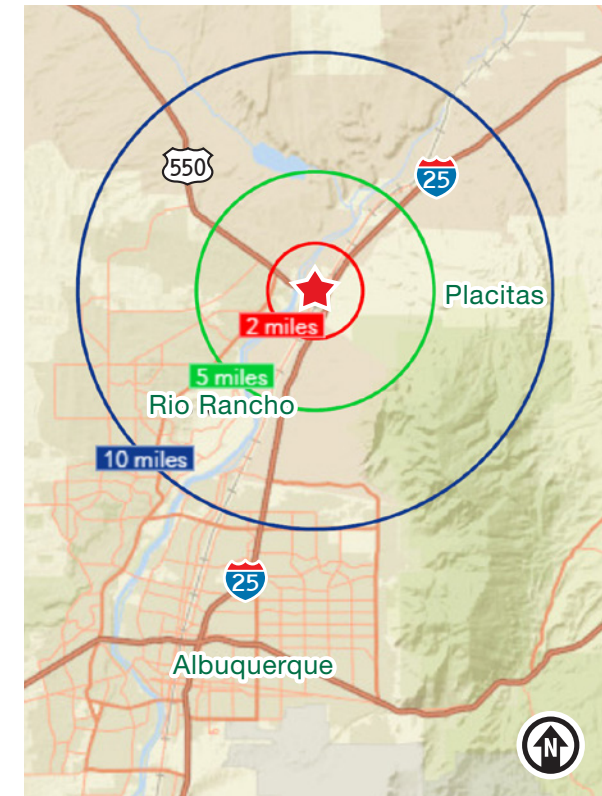 550
25
Placitas
2 miles
5 miles
Rio Rancho
10 miles
25
Albuquerque
N